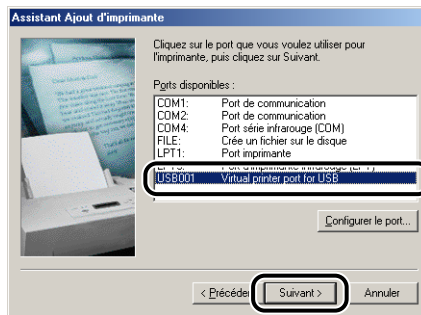 Assistant Ajout d'imprimante
Cliquez sur le port que vous voulez utiliser pour
l'imprimante, puis cliquez sur Suivant.
Ports disponibles :
COM1: Port de communication
COM2: Port de communication
COM4: Port série infrarouge (COM)
FILE: Crée un fichier sur le disque
LPT1: Port imprimante
USB001 Virtual printer port for USB
Configurer le port...
< Précéden
Suivant >
Annuler